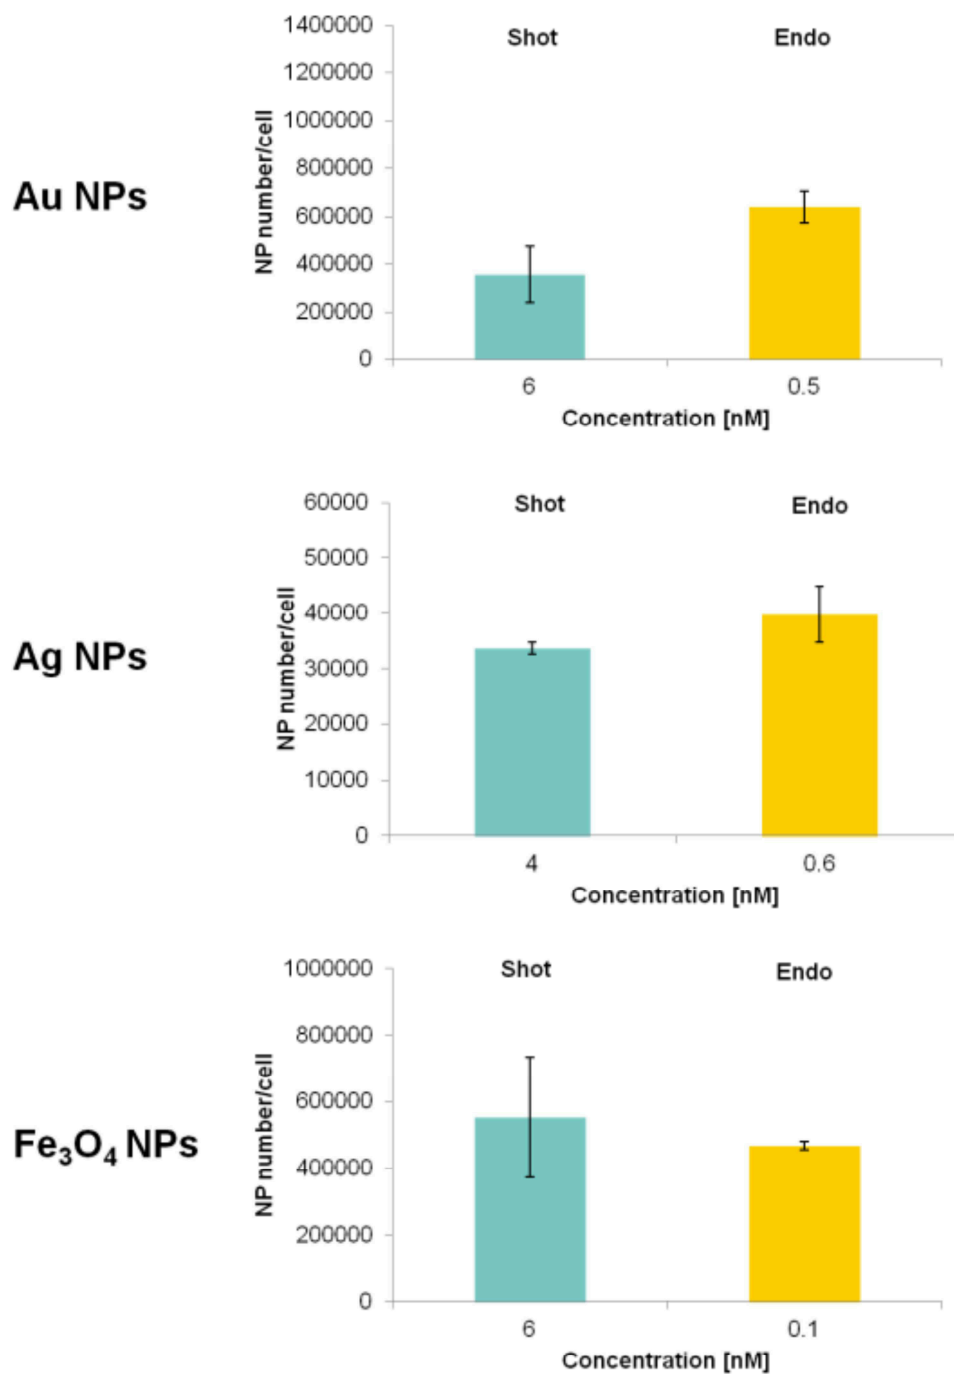 Au NPs
NP number/cell
1400000
1200000
1000000
800000
600000
400000
200000
0
Shot
Endo
6
0.5
Concentration [nM]
Ag NPs
NP number/cell
60000
50000
40000
30000
20000
10000
0
Shot
Endo
4
0.6
Concentration [nM]
Fe₃O₄ NPs
NP number/cell
1000000
800000
600000
400000
200000
0
Shot
Endo
6
0.1
Concentration [nM]